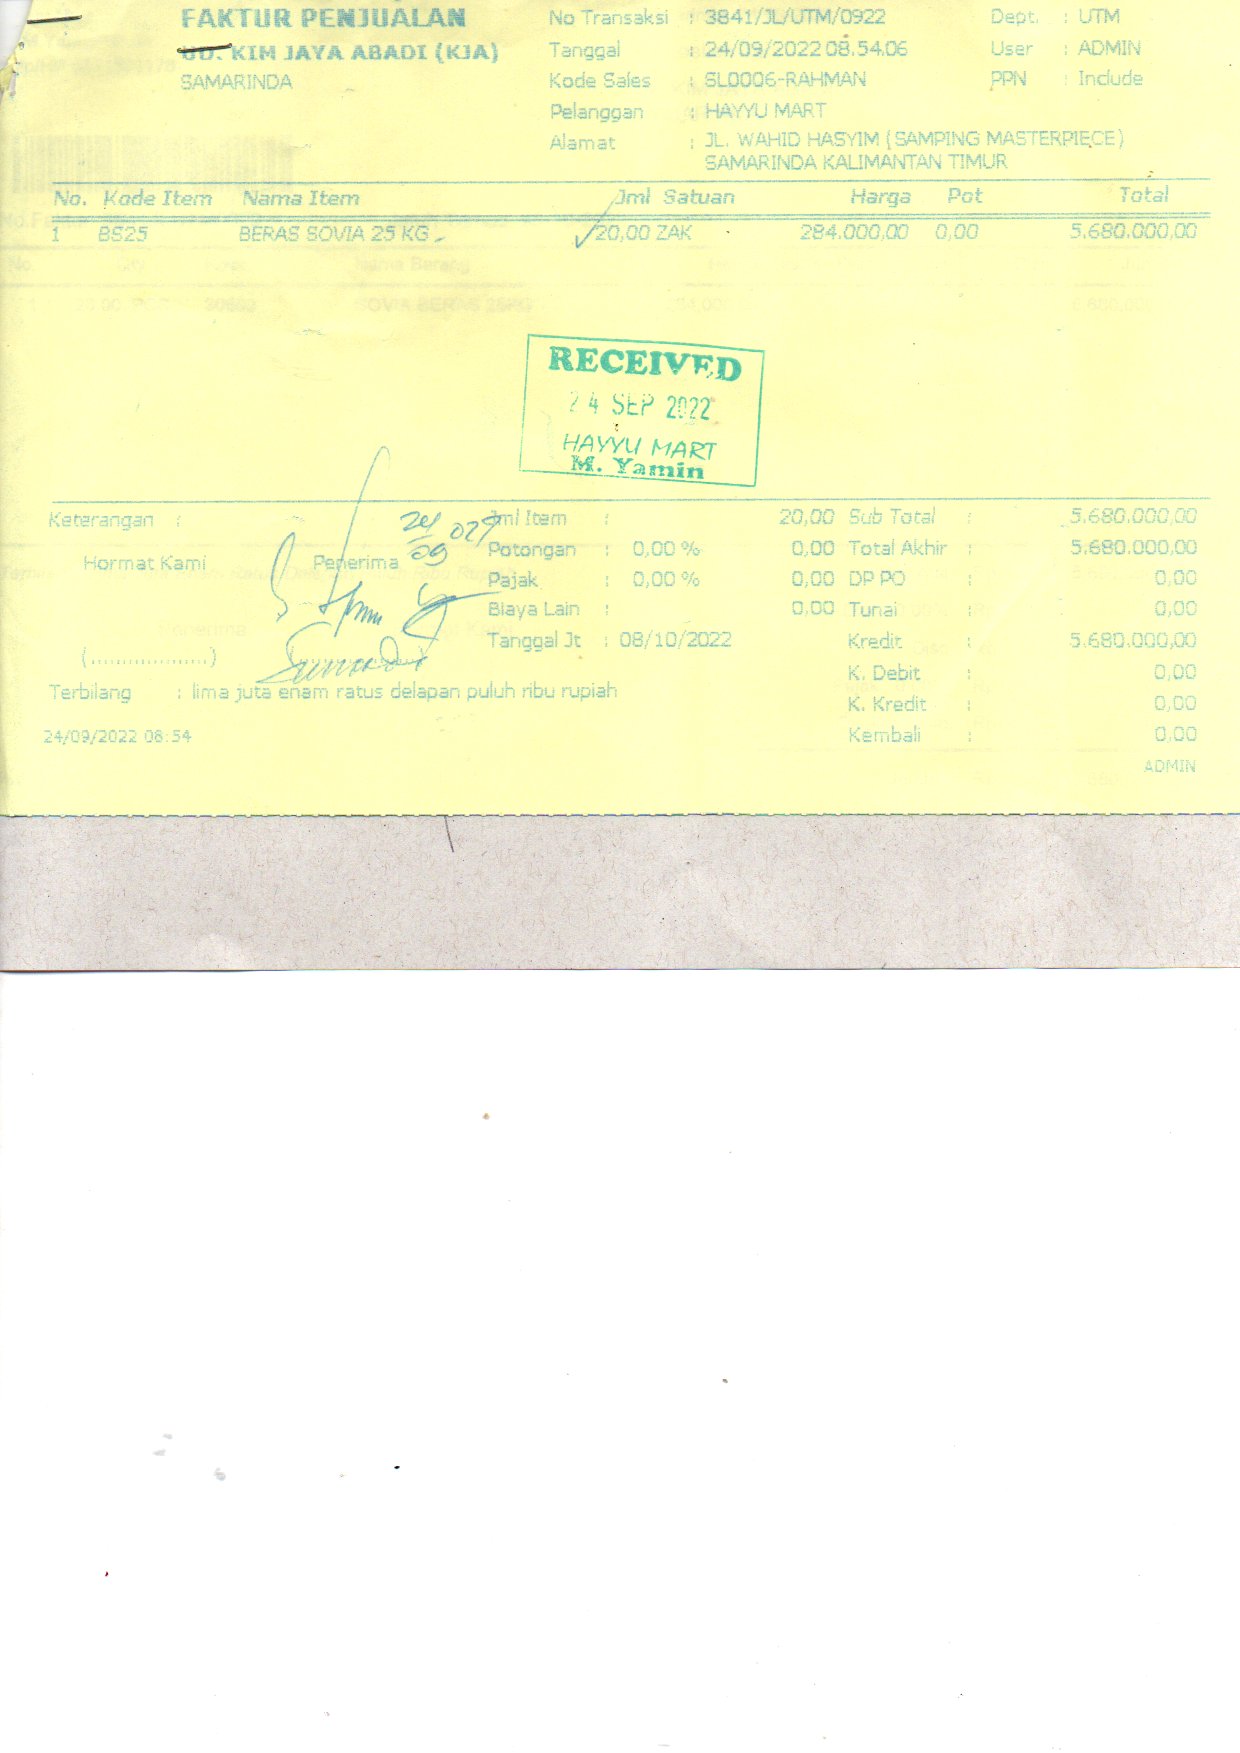 FAKTUR PENJUALAN
UD. KIM JAYA ABADI (KJA)
SAMARINDA
No Transaksi : 3841/JL/UTM/0922
Tanggal : 24/09/2022 08.54.06
Kode Sales : SL0006-RAHMAN
Pelanggan : HAYYU MART
Alamat : JL. WAHID HASYIM (SAMPING MASTERPIECE)
SAMARINDA KALIMANTAN TIMUR
Dept. : UTM
User : ADMIN
PPN : Include
No. Kode Item Nama Item Jml Satuan Harga Pot Total
1 BS25 BERAS SOVIA 25 KG 20,00 ZAK 284.000,00 0,00 5.680.000,00
Nama Barang
SOVIA BERAS 25KG
RECEIVED
24 SEP 2022
HAYYU MART
M. Yamin
Keterangan :
Hormat Kami Penerima
24/09
(..................)
Jml Item : 20,00
Potongan : 0,00 % 0,00
Pajak : 0,00 % 0,00
Biaya Lain : 0,00
Tanggal Jt : 08/10/2022
Sub Total : 5.680.000,00
Total Akhir : 5.680.000,00
DP PO : 0,00
Tunai : 0,00
Kredit : 5.680.000,00
K. Debit : 0,00
K. Kredit : 0,00
Kembali : 0,00
Terbilang : lima juta enam ratus delapan puluh ribu rupiah
24/09/2022 08:54
ADMIN